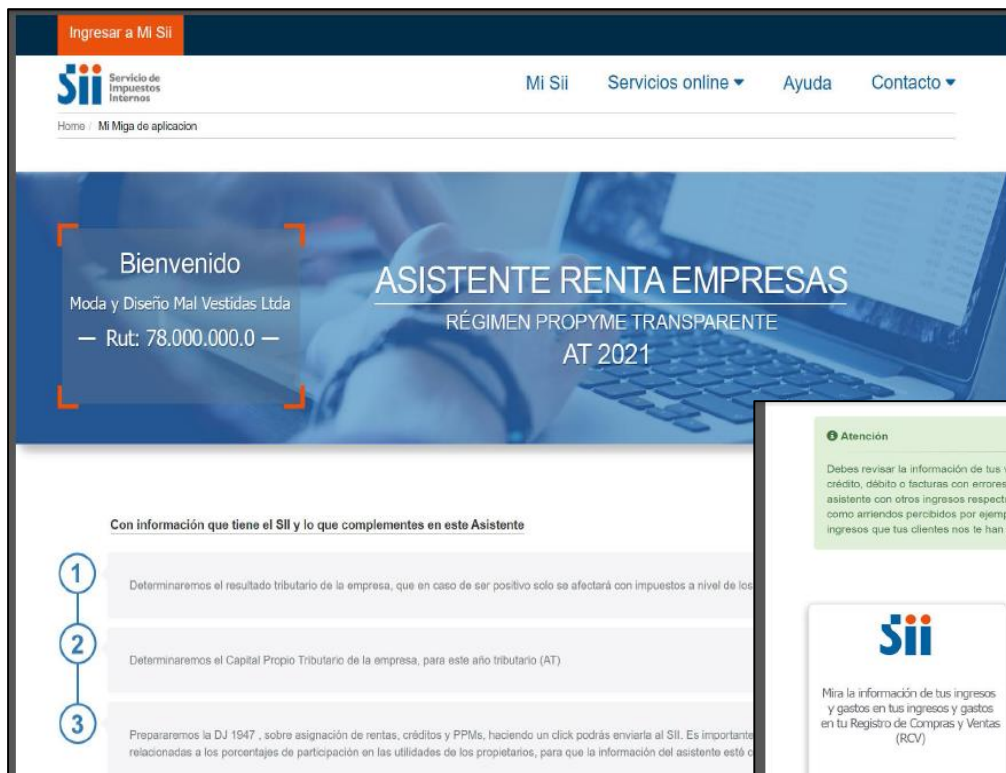 Ingresar a Mi Sii
Sii Servicio de
Impuestos
Internos
Mi Sii Servicios online Ayuda Contacto
Home / Mi Miga de aplicacion
Bienvenido
Moda y Diseño Mal Vestidas Ltda
— Rut: 78.000.000.0 —
ASISTENTE RENTA EMPRESAS
RÉGIMEN PROPYME TRANSPARENTE
AT 2021
Con información que tiene el SII y lo que complementes en este Asistente
1
Determinaremos el resultado tributario de la empresa, que en caso de ser positivo solo se afectará con impuestos a nivel de los
2
Determinaremos el Capital Propio Tributario de la empresa, para este año tributario (AT)
3
Prepararemos la DJ 1947 , sobre asignación de rentas, créditos y PPMs, haciendo un click podrás enviarla al SII. Es importante
relacionadas a los porcentajes de participación en las utilidades de los propietarios, para que la información del asistente esté
Atención
Debes revisar la información de tus
crédito, débito o facturas con errores
asistente con otros ingresos
como arriendos percibidos por
ingresos que tus clientes nos te han
Sii
Mira la información de tus ingresos
y gastos en tus ingresos y gastos
en tu Registro de Compras y Ventas
(RCV)